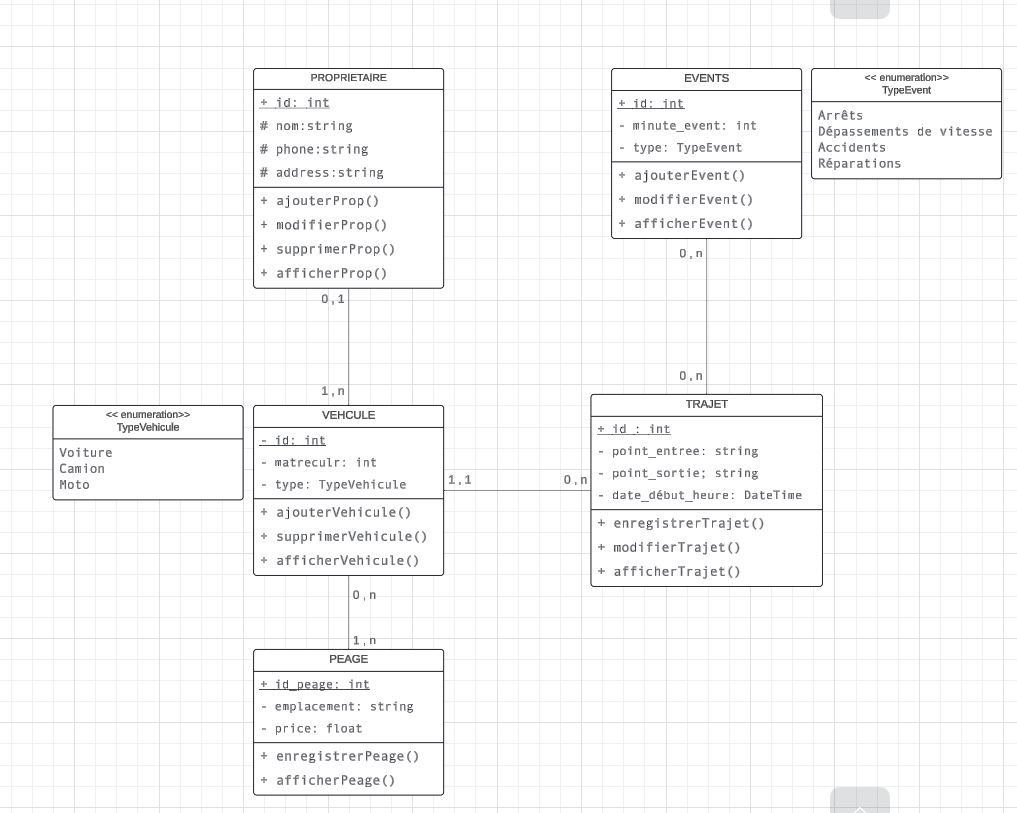 PROPRIETAIRE
+ id: int
# nom:string
# phone:string
# address:string
+ ajouterProp()
+ modifierProp()
+ supprimerProp()
+ afficherProp()
0,1
1,n
EVENTS
+ id: int
- minute_event: int
- type: TypeEvent
+ ajouterEvent()
+ modifierEvent()
+ afficherEvent()
0,n
0,n
<< enumeration>>
TypeEvent
Arrêts
Dépassements de vitesse
Accidents
Réparations
<< enumeration>>
TypeVehicule
Voiture
Camion
Moto
VEHCULE
- id: int
- matreculr: int
- type: TypeVehicule
+ ajouterVehicule()
+ supprimerVehicule()
+ afficherVehicule()
1,1
0,n
TRAJET
+ id : int
- point_entree: string
- point_sortie; string
- date_début_heure: DateTime
+ enregistrerTrajet()
+ modifierTrajet()
+ afficherTrajet()
0,n
1,n
PEAGE
+ id_peage: int
- emplacement: string
- price: float
+ enregistrerPeage()
+ afficherPeage()